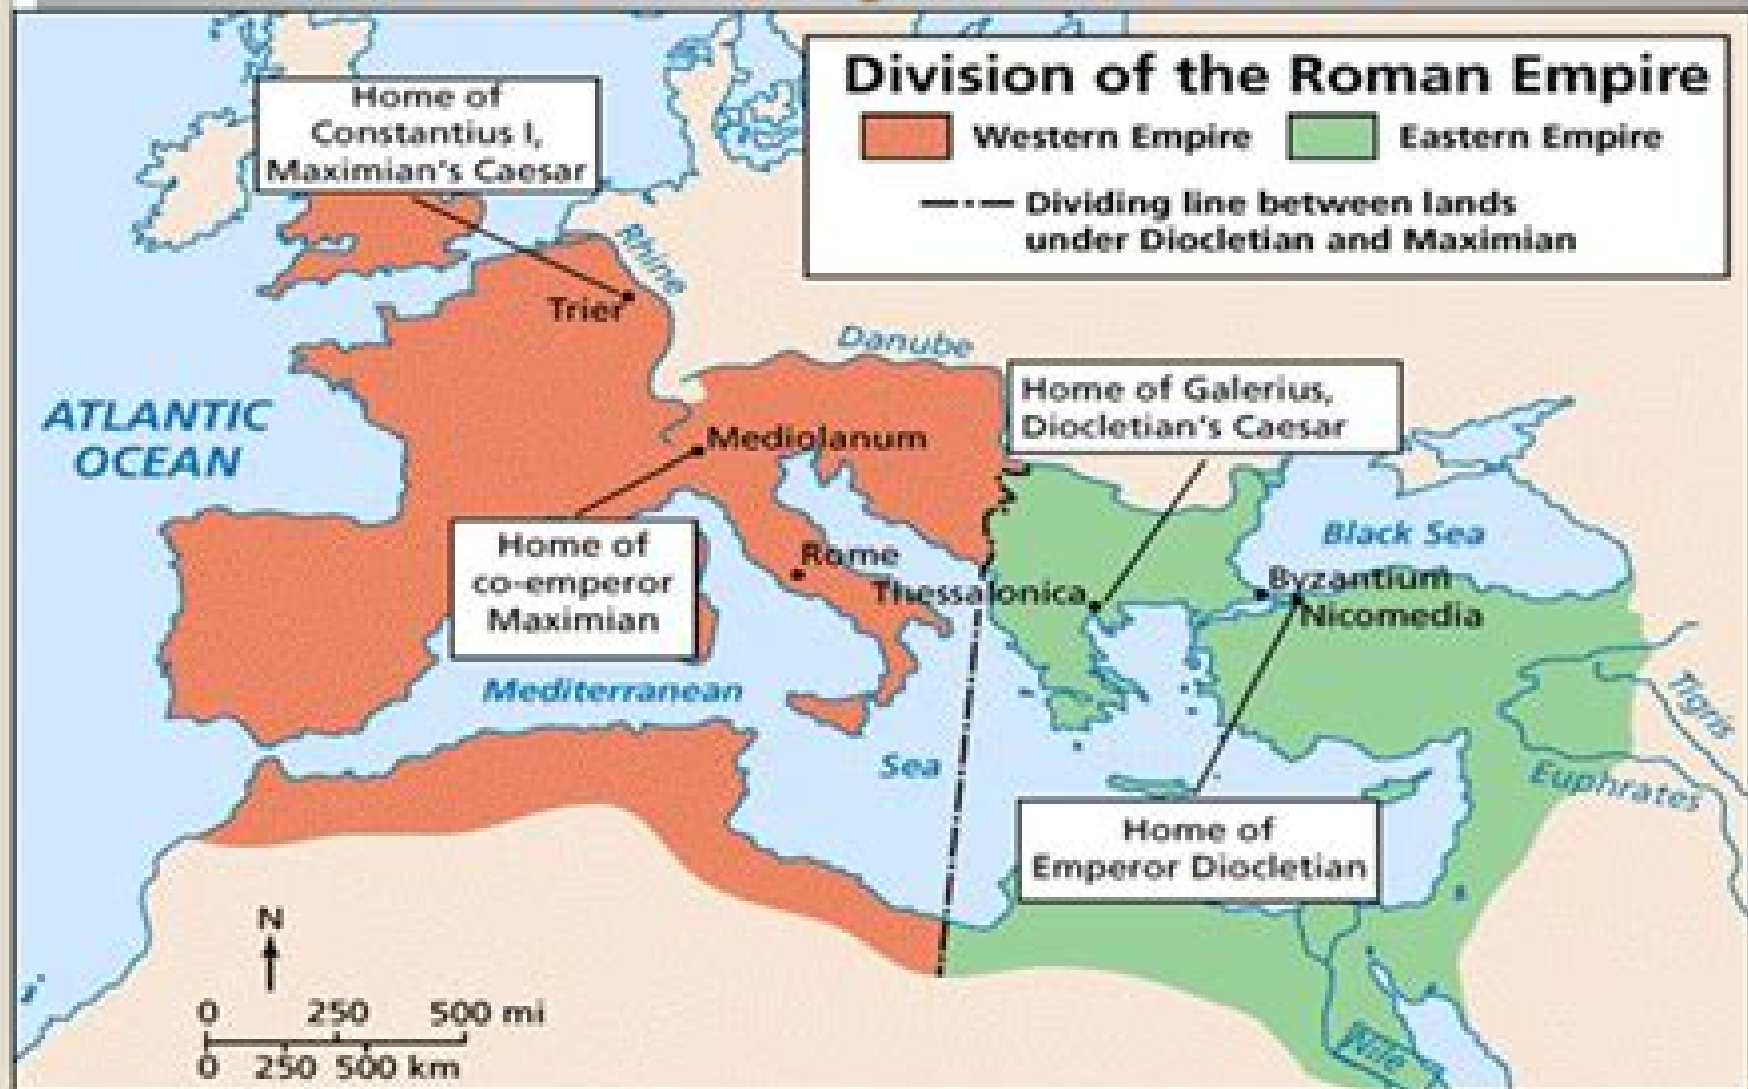 Division of the Roman Empire
Western Empire
Eastern Empire
Dividing line between lands
under Diocletian and Maximian
Home of
Constantius I,
Maximian's Caesar
Rhine
Trier
Danube
Home of Galerius,
Diocletian's Caesar
ATLANTIC
OCEAN
Mediolanum
Home of
co-emperor
Maximian
Rome
Thessalonica
Black Sea
Byzantium
Nicomedia
Mediterranean
Sea
Tigris
Euphrates
Home of
Emperor Diocletian
N
0 250 500 mi
0 250 500 km
Nile